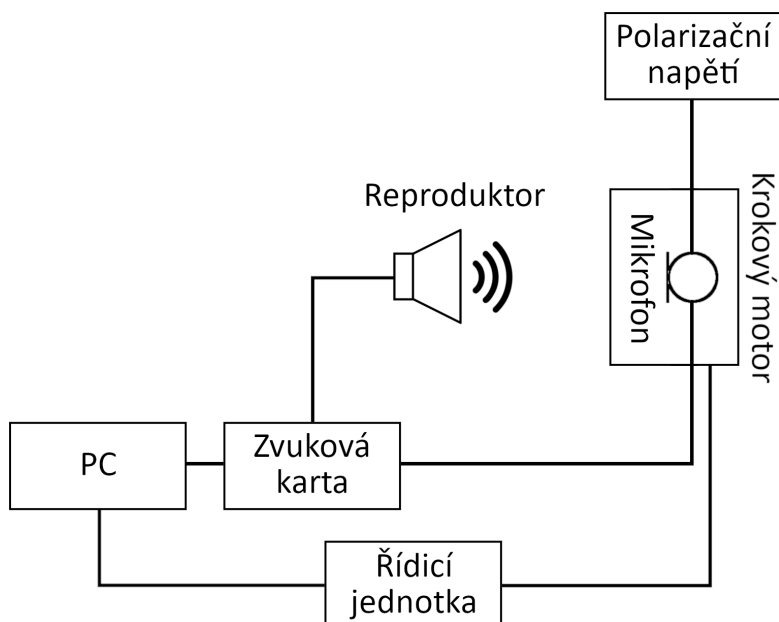 Polarizační
napětí
Reproduktor
Mikrofon
Krokový motor
PC
Zvuková
karta
Řídicí
jednotka